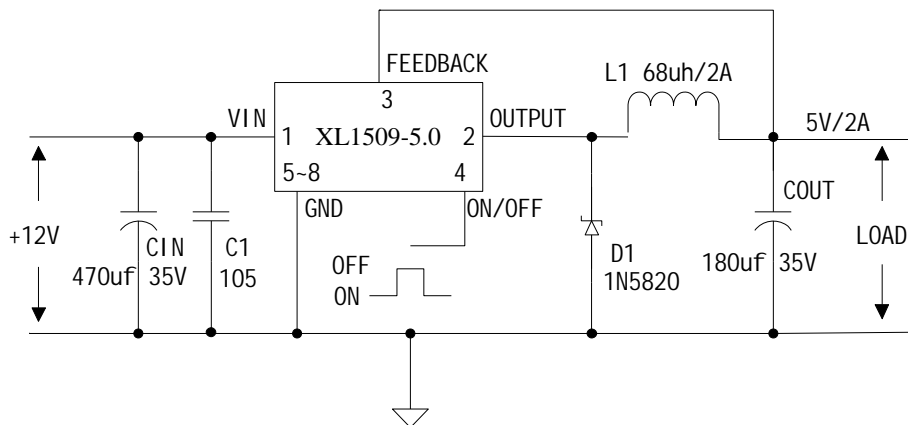 FEEDBACK
L1 68uh/2A
3
VIN
OUTPUT
5V/2A
1 XL1509-5.0 2
5~8
4
GND
ON/OFF
COUT
+12V
CIN
C1
OFF
D1
LOAD
470uf 35V
105
ON
1N5820
180uf 35V